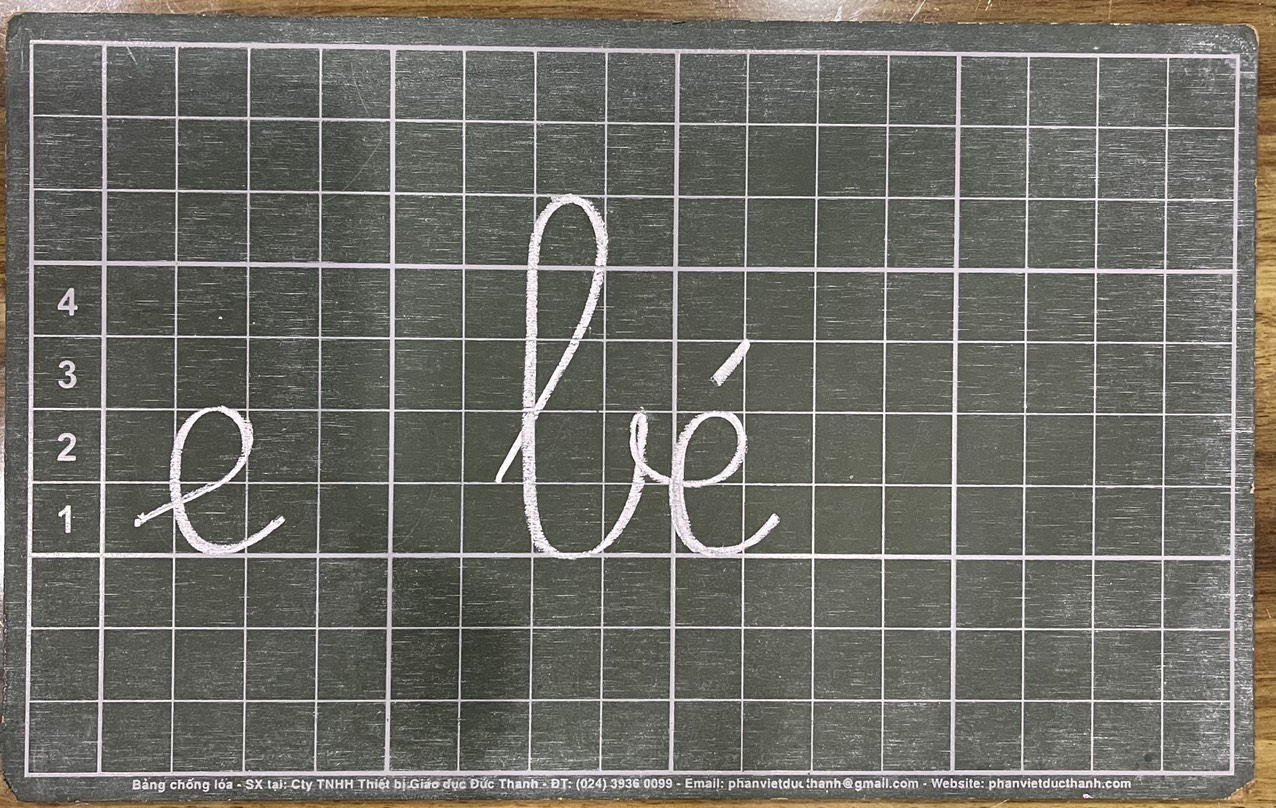 4
3
2
1
e bé
Bảng chống lóa - SX tại: Cty TNHH Thiết bị Giáo dục Đức Thanh - ĐT: (024) 3936 0099 - Email: phanvietducthanh@gmail.com - Website: phanvietducthanh.com